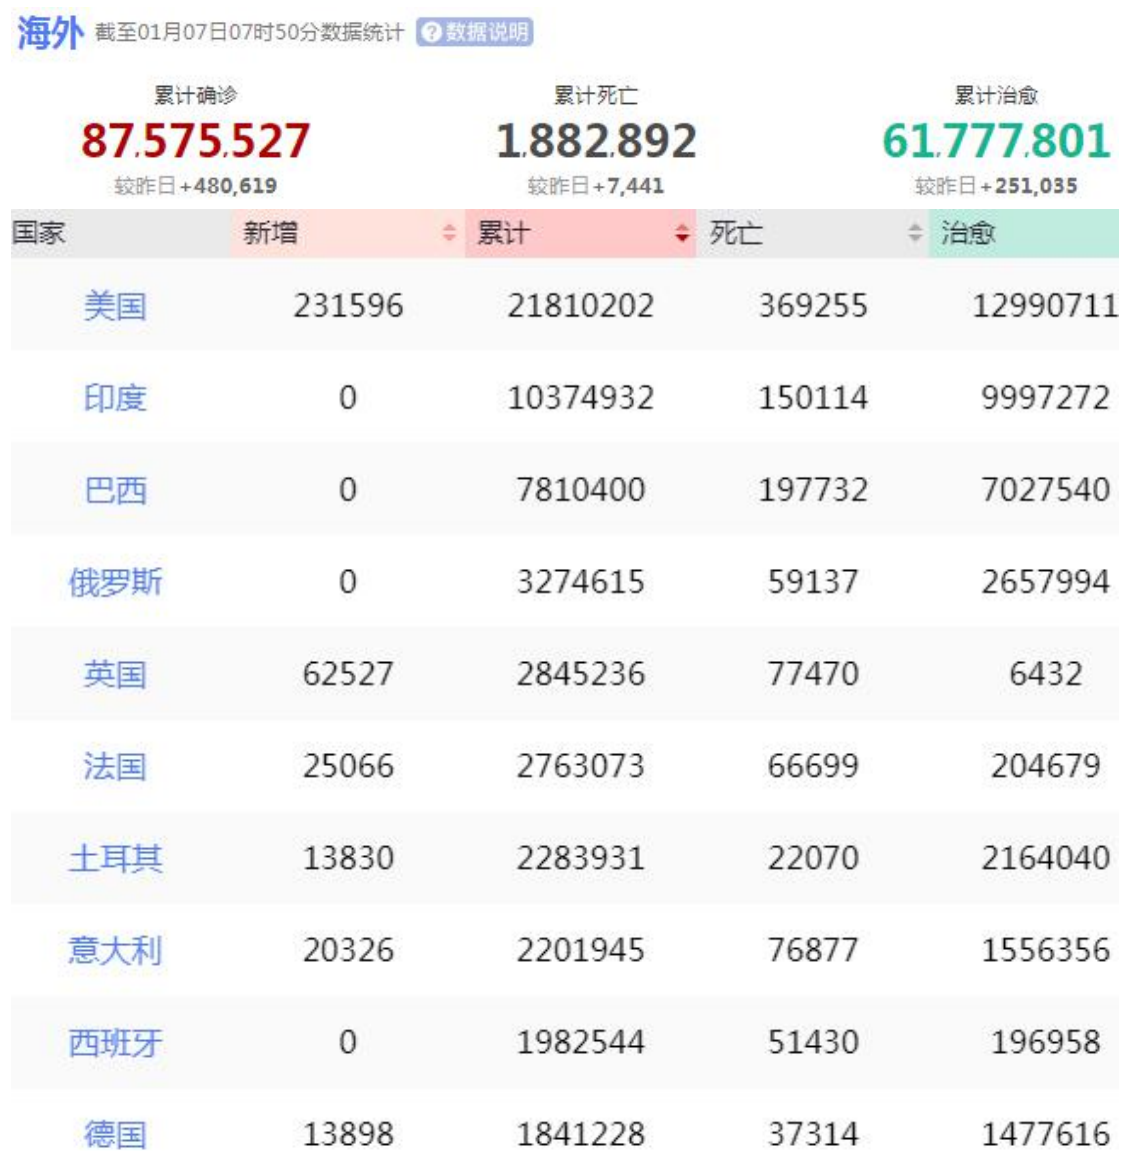 海外 截至01月07日07时50分数据统计 ?数据说明
累计确诊 累计死亡 累计治愈
87,575,527 1,882,892 61,777,801
较昨日+480,619 较昨日+7,441 较昨日+251,035
国家 新增 累计 死亡 治愈
美国 231596 21810202 369255 12990711
印度 0 10374932 150114 9997272
巴西 0 7810400 197732 7027540
俄罗斯 0 3274615 59137 2657994
英国 62527 2845236 77470 6432
法国 25066 2763073 66699 204679
土耳其 13830 2283931 22070 2164040
意大利 20326 2201945 76877 1556356
西班牙 0 1982544 51430 196958
德国 13898 1841228 37314 1477616